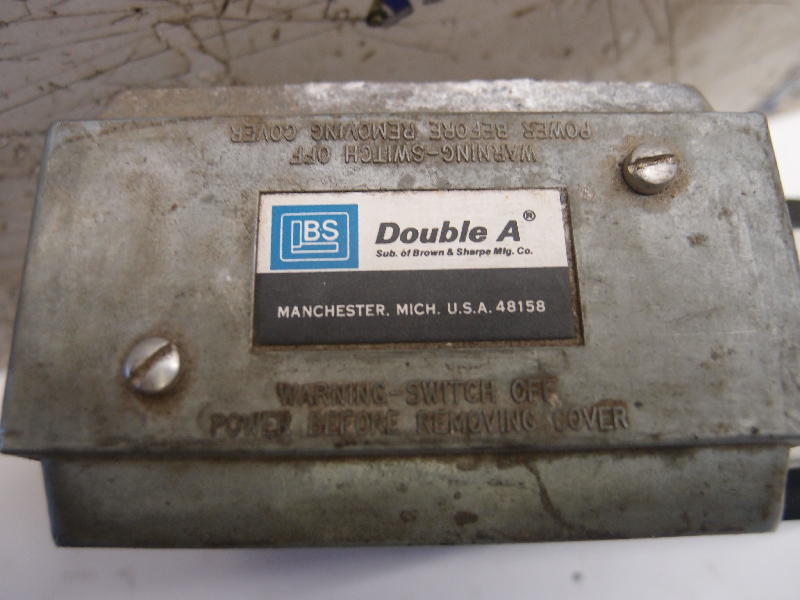 WARNING-SWITCH OFF
POWER BEFORE REMOVING COVER
BS
Double A®
Sub. of Brown & Sharpe Mfg. Co.
MANCHESTER, MICH. U.S.A. 48158
WARNING-SWITCH OFF
POWER BEFORE REMOVING COVER